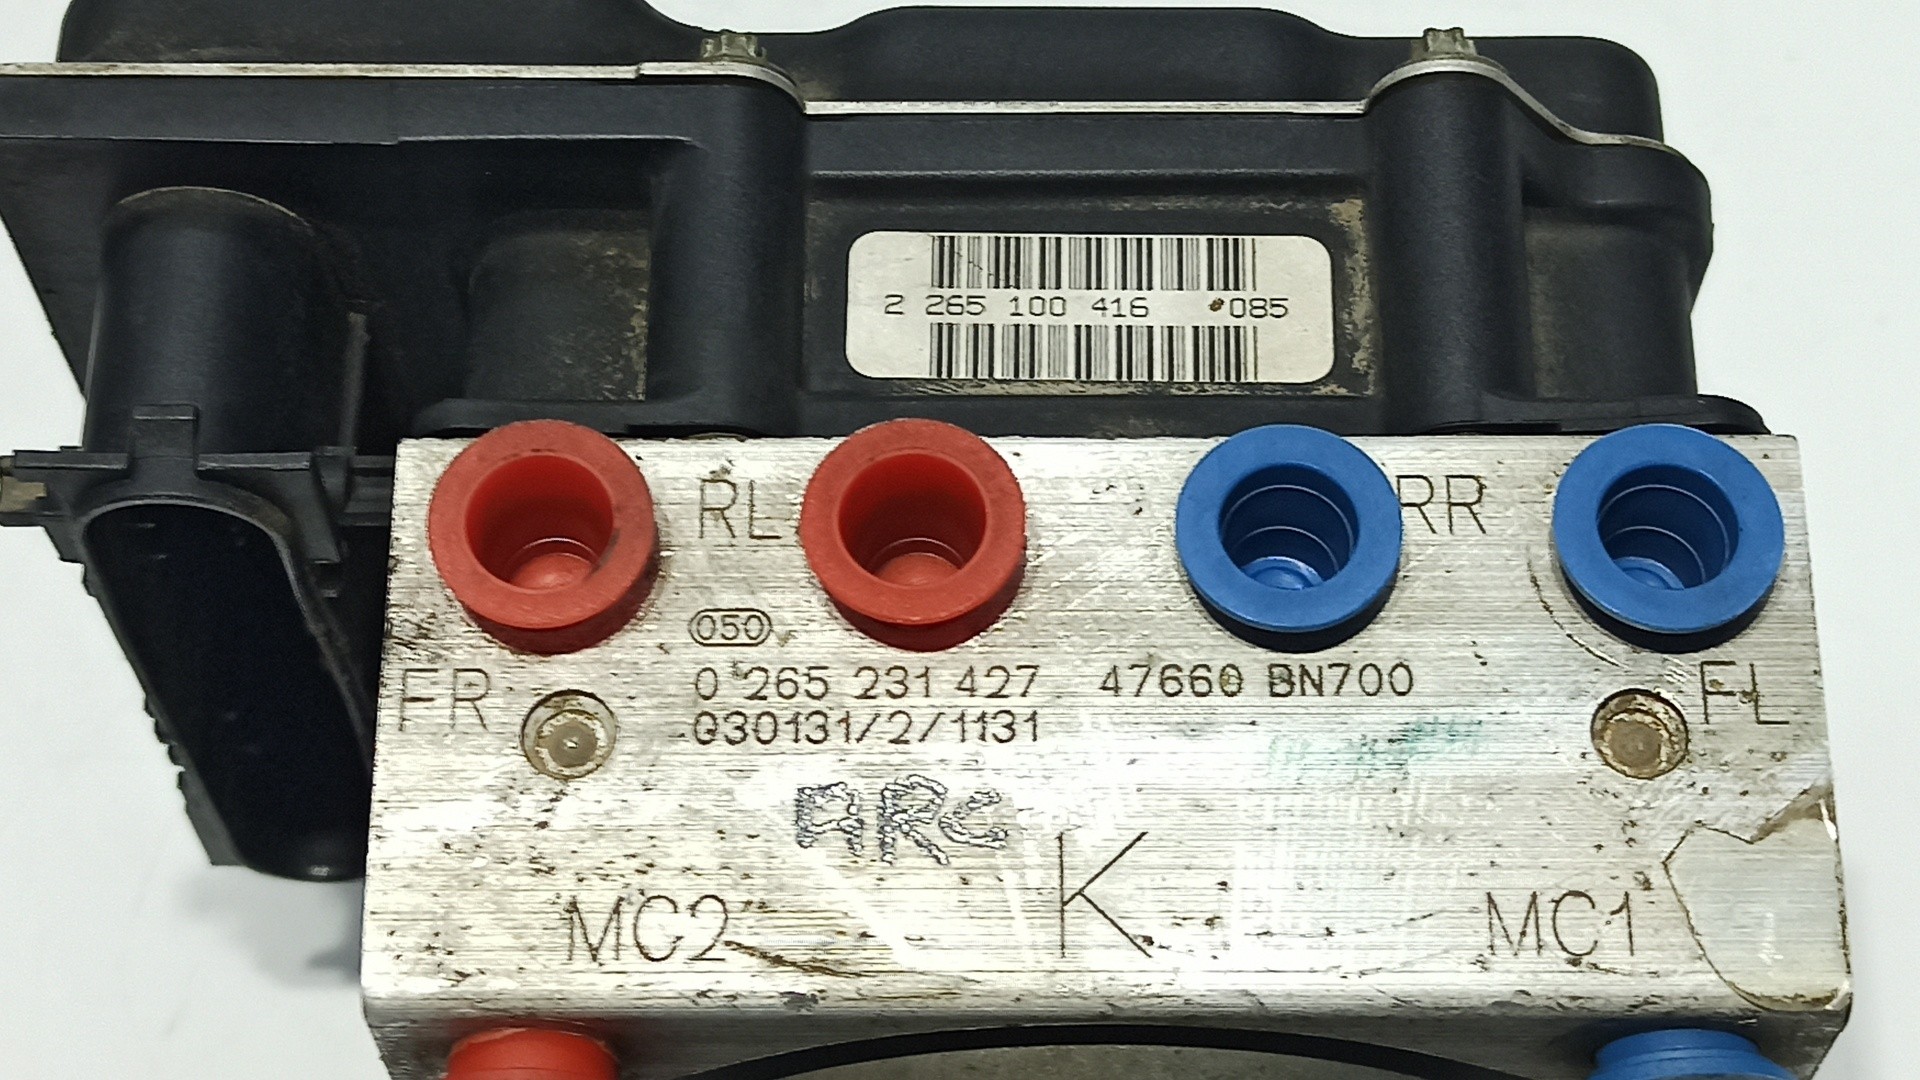 2 265 100 416 *085
RL RR
050
FR FL
0 265 231 427 47660 BN700
030131/2/1131
ARC
K
MC2 MC1